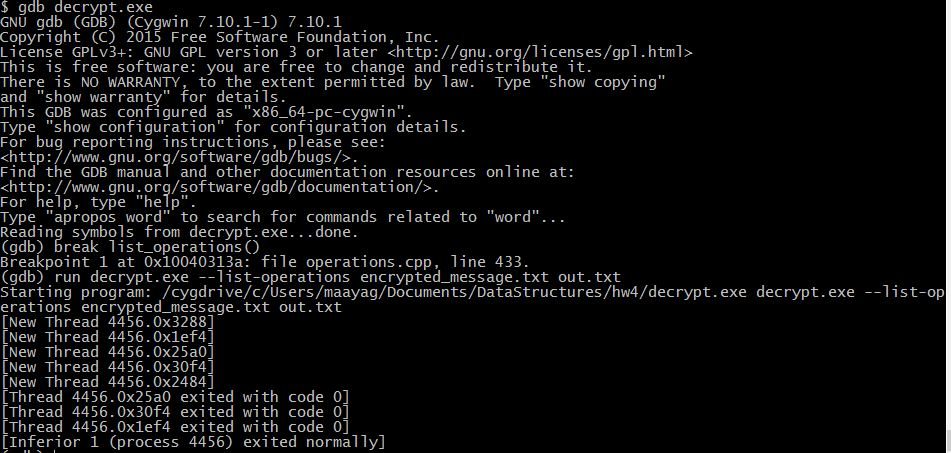 $ gdb decrypt.exe
GNU gdb (GDB) (Cygwin 7.10.1-1) 7.10.1
Copyright (C) 2015 Free Software Foundation, Inc.
License GPLv3+: GNU GPL version 3 or later <http://gnu.org/licenses/gpl.html>
This is free software: you are free to change and redistribute it.
There is NO WARRANTY, to the extent permitted by law.  Type "show copying"
and "show warranty" for details.
This GDB was configured as "x86_64-pc-cygwin".
Type "show configuration" for configuration details.
For bug reporting instructions, please see:
<http://www.gnu.org/software/gdb/bugs/>.
Find the GDB manual and other documentation resources online at:
<http://www.gnu.org/software/gdb/documentation/>.
For help, type "help".
Type "apropos word" to search for commands related to "word"...
Reading symbols from decrypt.exe...done.
(gdb) break list_operations()
Breakpoint 1 at 0x10040313a: file operations.cpp, line 433.
(gdb) run decrypt.exe --list-operations encrypted_message.txt out.txt
Starting program: /cygdrive/c/Users/maayag/Documents/DataStructures/hw4/decrypt.exe decrypt.exe --list-op
erations encrypted_message.txt out.txt
[New Thread 4456.0x3288]
[New Thread 4456.0x1ef4]
[New Thread 4456.0x25a0]
[New Thread 4456.0x30f4]
[New Thread 4456.0x2484]
[Thread 4456.0x25a0 exited with code 0]
[Thread 4456.0x30f4 exited with code 0]
[Thread 4456.0x1ef4 exited with code 0]
[Inferior 1 (process 4456) exited normally]